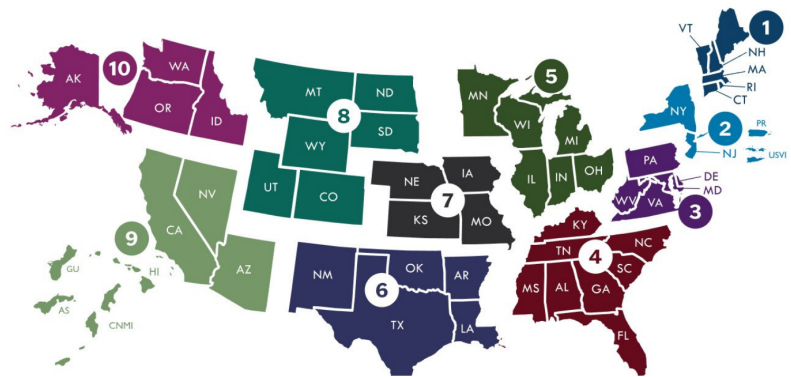 1
VT
NH
MA
RI
CT
2
NY
NJ
PR
USVI
3
PA
DE
MD
WV
VA
4
KY
TN
NC
SC
MS
AL
GA
FL
5
MN
WI
MI
IL
IN
OH
6
NM
OK
AR
TX
LA
7
NE
IA
KS
MO
8
MT
ND
SD
WY
UT
CO
9
CA
NV
AZ
GU
HI
AS
CNMI
10
AK
WA
OR
ID